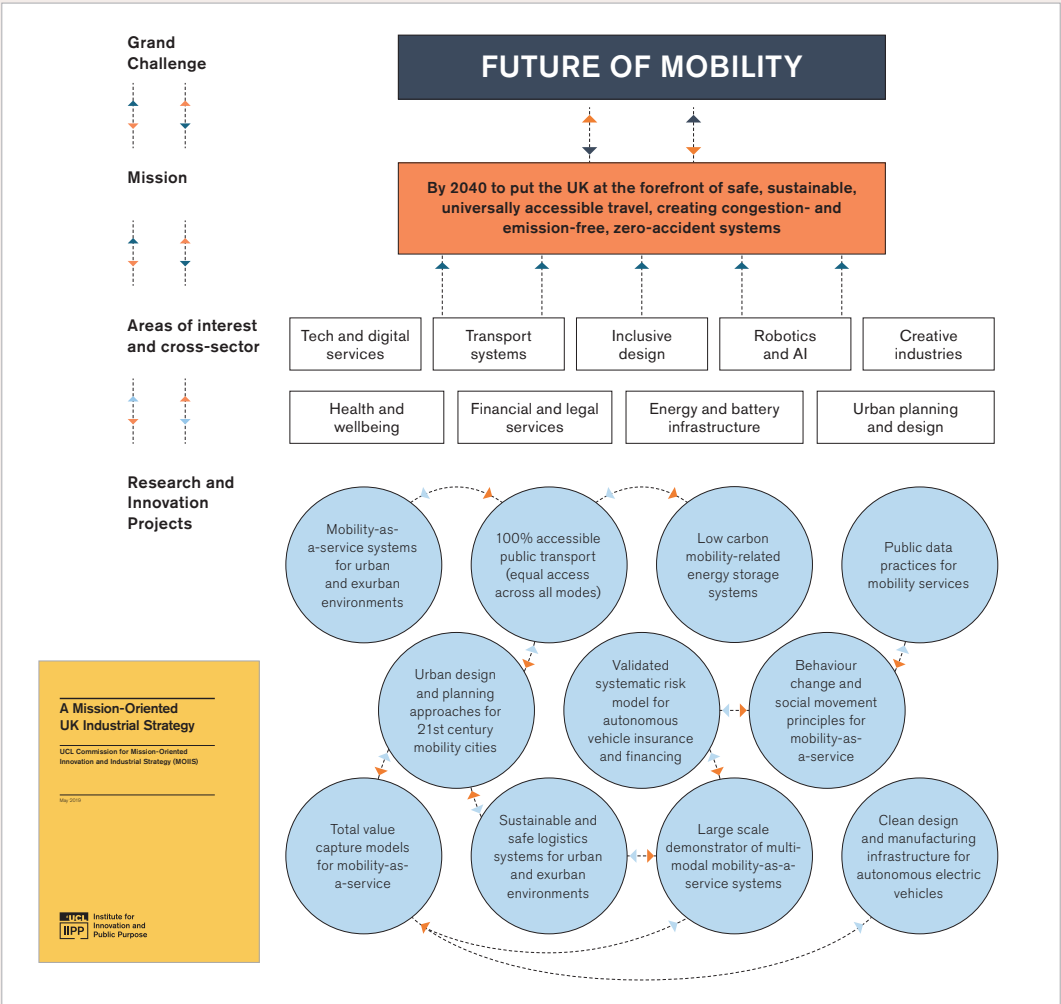 Grand
Challenge
FUTURE OF MOBILITY
Mission
By 2040 to put the UK at the forefront of safe, sustainable,
universally accessible travel, creating congestion- and
emission-free, zero-accident systems
Areas of interest
and cross-sector
Tech and digital
services
Transport
systems
Inclusive
design
Robotics
and AI
Creative
industries
Health and
wellbeing
Financial and legal
services
Energy and battery
infrastructure
Urban planning
and design
Research and
Innovation
Projects
Mobility-as-
a-service systems
for urban
and exurban
environments
100% accessible
public transport
(equal access
across all modes)
Low carbon
mobility-related
energy storage
systems
Public data
practices for
mobility services
Urban design
and planning
approaches for
21st century
mobility cities
Validated
systematic risk
model for
autonomous
vehicle insurance
and financing
Behaviour
change and
social movement
principles for
mobility-as-
a-service
Total value
capture models
for mobility-as-
a-service
Sustainable and
safe logistics
systems for urban
and exurban
environments
Large scale
demonstrator of multi-
modal mobility-as-a-
service systems
Clean design
and manufacturing
infrastructure for
autonomous electric
vehicles
A Mission-Oriented
UK Industrial Strategy
UCL Commission for Mission-Oriented
Innovation and Industrial Strategy (MOIIS)
May 2019
UCL
IIPP
Institute for
Innovation and
Public Purpose